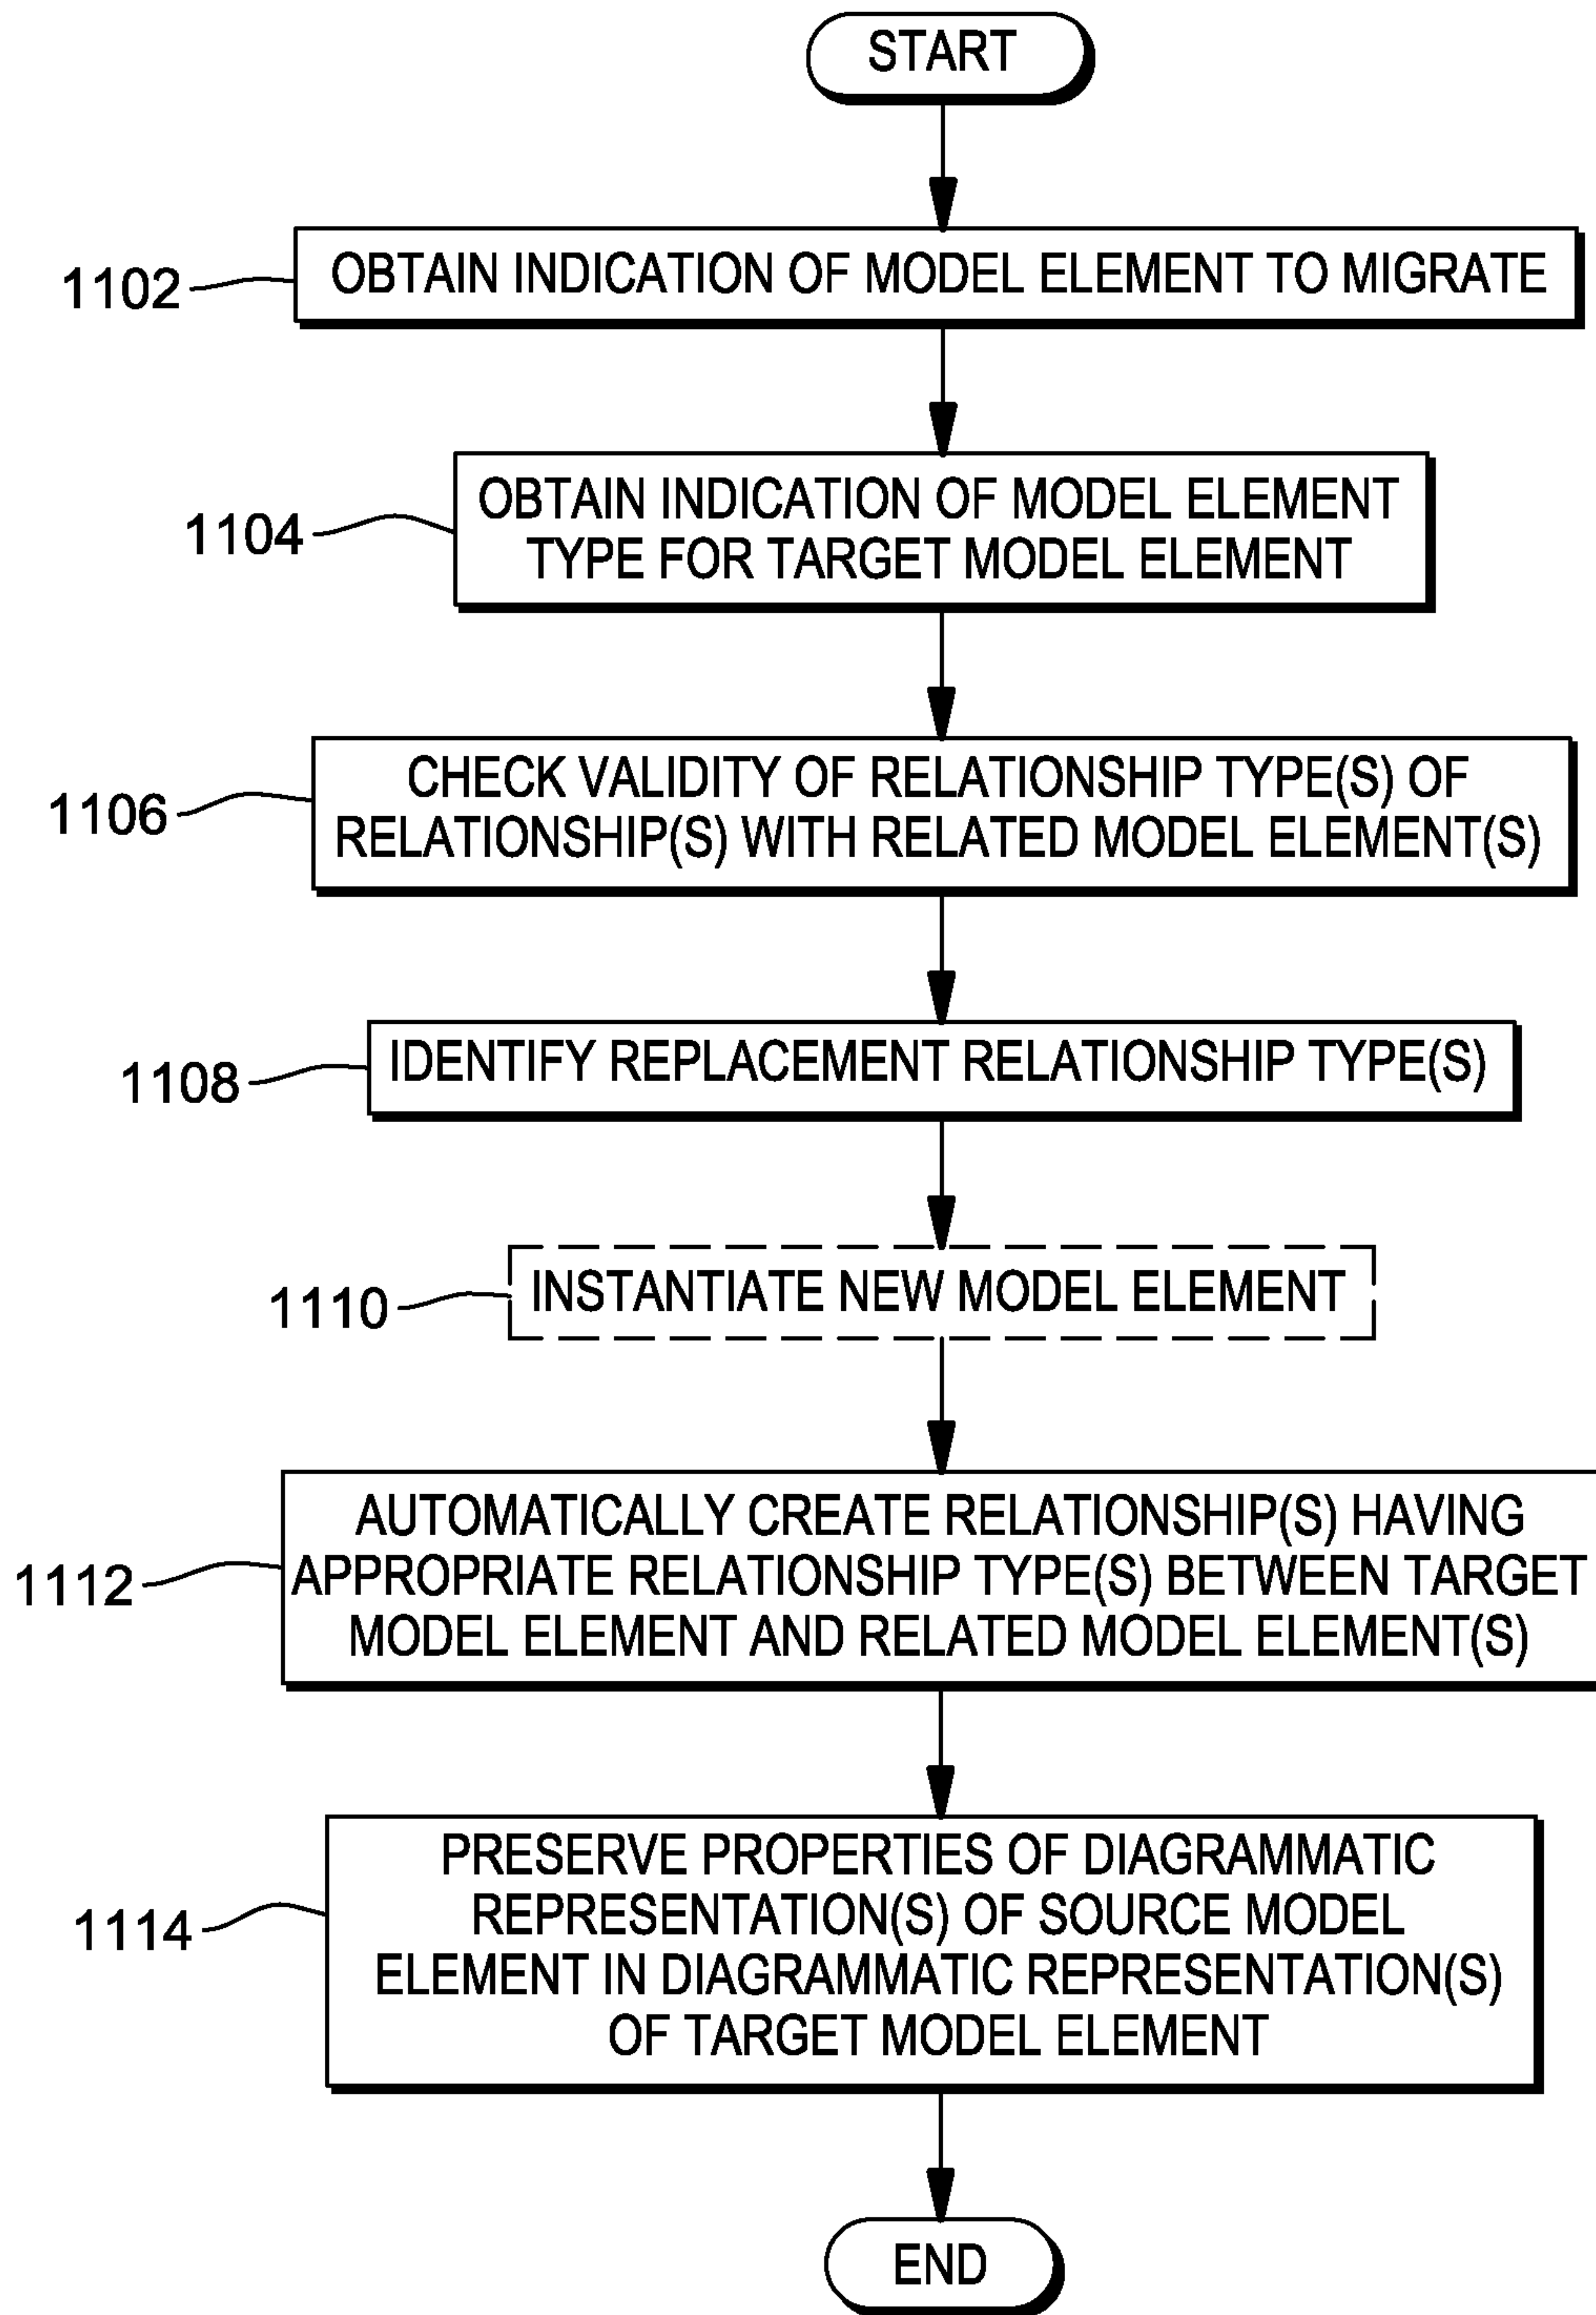 START
1102
OBTAIN INDICATION OF MODEL ELEMENT TO MIGRATE
1104
OBTAIN INDICATION OF MODEL ELEMENT
TYPE FOR TARGET MODEL ELEMENT
1106
CHECK VALIDITY OF RELATIONSHIP TYPE(S) OF
RELATIONSHIP(S) WITH RELATED MODEL ELEMENT(S)
1108
IDENTIFY REPLACEMENT RELATIONSHIP TYPE(S)
1110
INSTANTIATE NEW MODEL ELEMENT
1112
AUTOMATICALLY CREATE RELATIONSHIP(S) HAVING
APPROPRIATE RELATIONSHIP TYPE(S) BETWEEN TARGET
MODEL ELEMENT AND RELATED MODEL ELEMENT(S)
1114
PRESERVE PROPERTIES OF DIAGRAMMATIC
REPRESENTATION(S) OF SOURCE MODEL
ELEMENT IN DIAGRAMMATIC REPRESENTATION(S)
OF TARGET MODEL ELEMENT
END